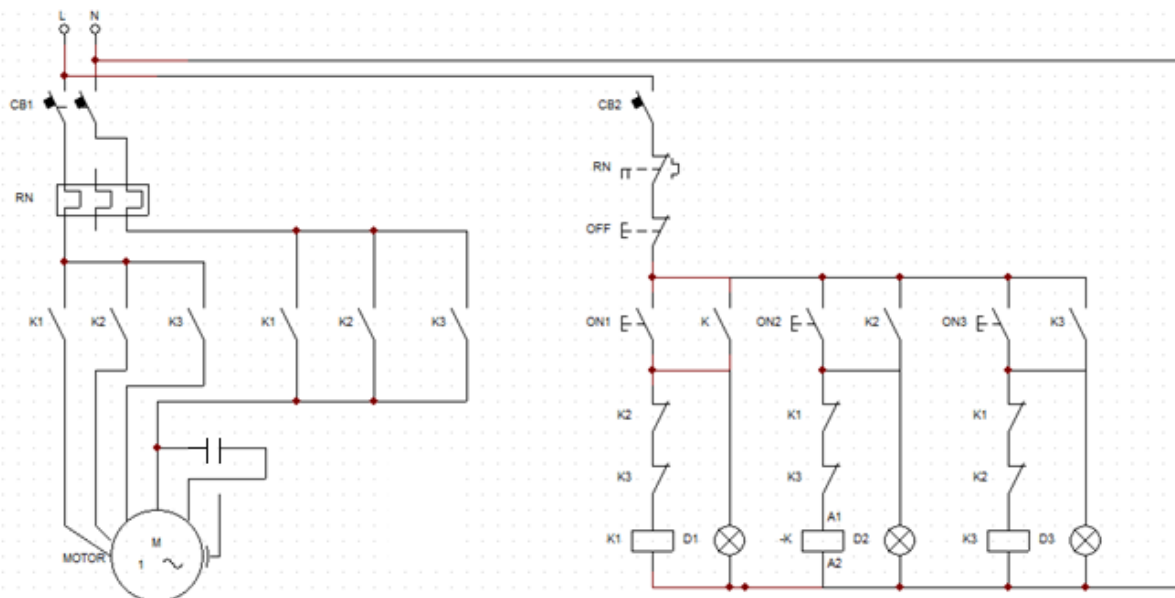 L N
CB1
CB2
RN
RN
OFF
K1 K2 K3 K1 K2 K3
ON1 K ON2 K2 ON3 K3
K2 K1 K1
K3 K3 K2
A1
K1 D1 -K D2 K3 D3
A2
MOTOR
M
1